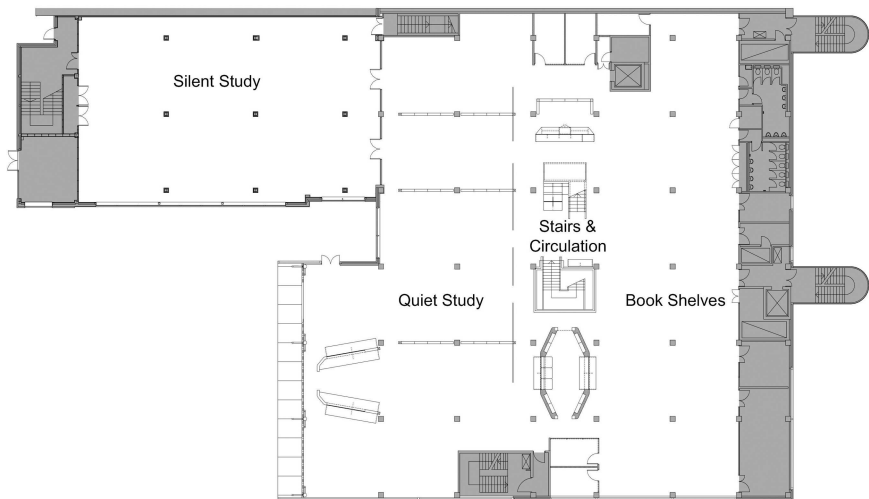 Silent Study
Stairs &
Circulation
Quiet Study
Book Shelves